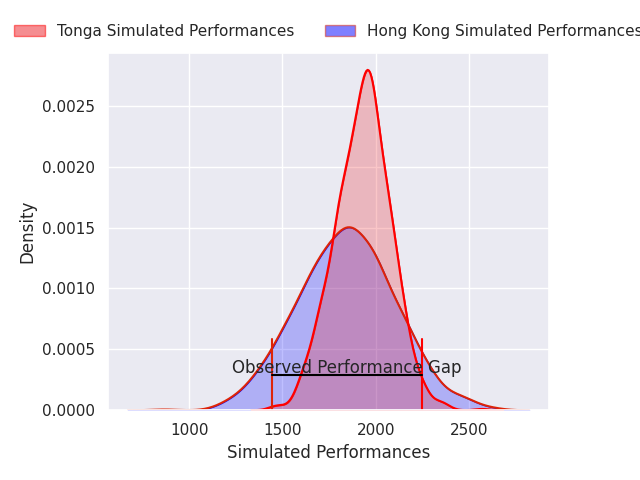 Tonga Simulated Performances
Hong Kong Simulated Performances
0.0025
0.0020
0.0015
0.0010
0.0005
0.0000
Density
Observed Performance Gap
1000
1500
2000
2500
Simulated Performances